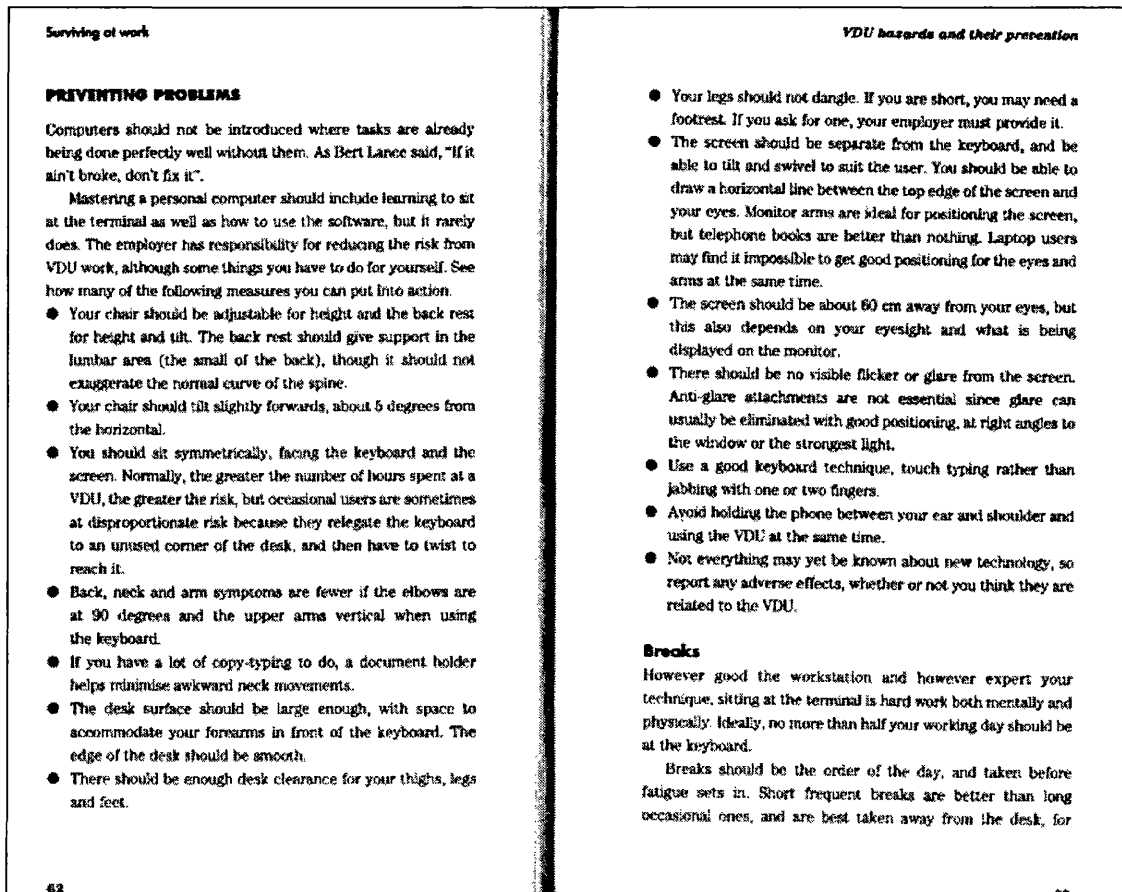 Surviving at work
PREVENTING PROBLEMS
Computers should not be introduced where tasks are already
being done perfectly well without them. As Bert Lance said, "If it
ain't broke, don't fix it".
Mastering a personal computer should include learning to sit
at the terminal as well as how to use the software, but it rarely
does. The employer has responsibility for reducing the risk from
VDU work, although some things you have to do for yourself. See
how many of the following measures you can put into action.
● Your chair should be adjustable for height and the back rest
for height and tilt. The back rest should give support in the
lumbar area (the small of the back), though it should not
exaggerate the normal curve of the spine.
● Your chair should tilt slightly forwards, about 5 degrees from
the horizontal.
● You should sit symmetrically, facing the keyboard and the
screen. Normally, the greater the number of hours spent at a
VDU, the greater the risk, but occasional users are sometimes
at disproportionate risk because they relegate the keyboard
to an unused corner of the desk, and then have to twist to
reach it.
● Back, neck and arm symptoms are fewer if the elbows are
at 90 degrees and the upper arms vertical when using
the keyboard.
● If you have a lot of copy-typing to do, a document holder
helps minimise awkward neck movements.
● The desk surface should be large enough, with space to
accommodate your forearms in front of the keyboard. The
edge of the desk should be smooth.
● There should be enough desk clearance for your thighs, legs
and feet.
62
VDU hazards and their prevention
● Your legs should not dangle. If you are short, you may need a
footrest. If you ask for one, your employer must provide it.
● The screen should be separate from the keyboard, and be
able to tilt and swivel to suit the user. You should be able to
draw a horizontal line between the top edge of the screen and
your eyes. Monitor arms are ideal for positioning the screen,
but telephone books are better than nothing. Laptop users
may find it impossible to get good positioning for the eyes and
arms at the same time.
● The screen should be about 60 cm away from your eyes, but
this also depends on your eyesight and what is being
displayed on the monitor.
● There should be no visible flicker or glare from the screen.
Anti-glare attachments are not essential since glare can
usually be eliminated with good positioning, at right angles to
the window or the strongest light.
● Use a good keyboard technique, touch typing rather than
jabbing with one or two fingers.
● Avoid holding the phone between your ear and shoulder and
using the VDU at the same time.
● Not everything may yet be known about new technology, so
report any adverse effects, whether or not you think they are
related to the VDU.
Breaks
However good the workstation and however expert your
technique, sitting at the terminal is hard work both mentally and
physically. Ideally, no more than half your working day should be
at the keyboard.
Breaks should be the order of the day, and taken before
fatigue sets in. Short frequent breaks are better than long
occasional ones, and are best taken away from the desk, for